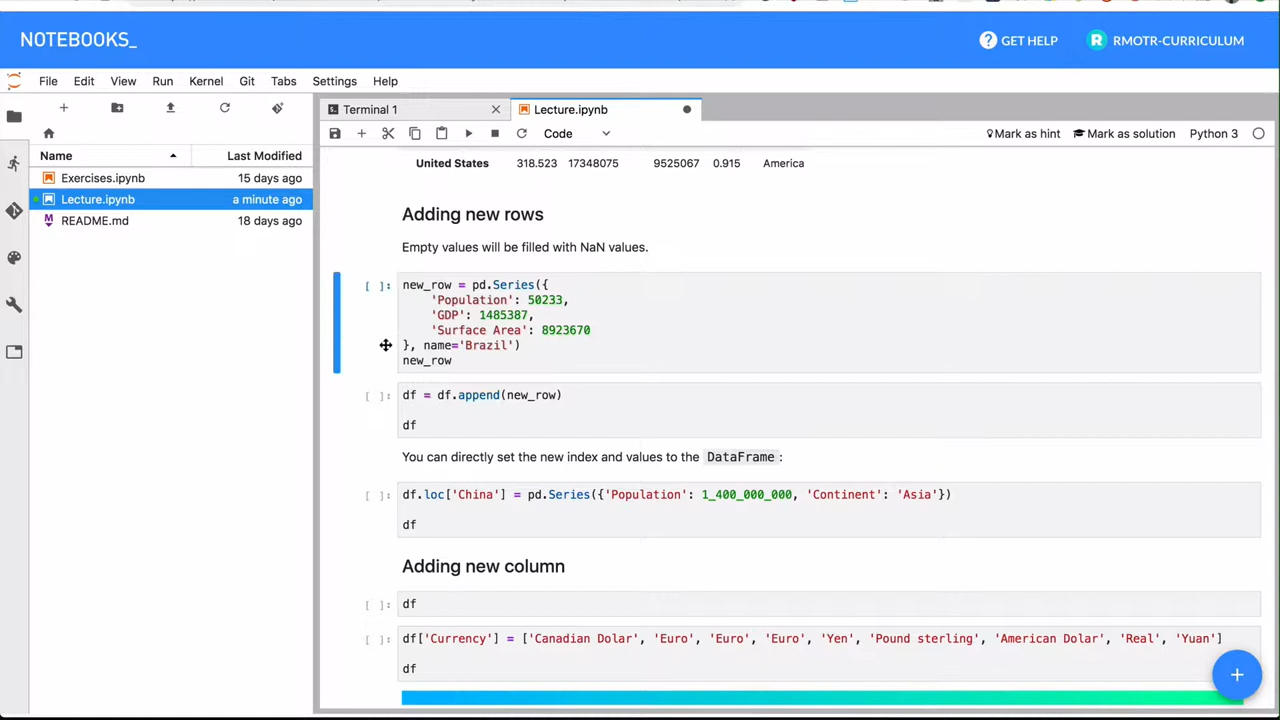 NOTEBOOKS_
GET HELP
R RMOTR-CURRICULUM
File Edit View Run Kernel Git Tabs Settings Help
Terminal 1
Lecture.ipynb
Code
Mark as hint
Mark as solution
Python 3
Name Last Modified
Exercises.ipynb 15 days ago
Lecture.ipynb a minute ago
README.md 18 days ago
United States 318.523 17348075 9525067 0.915 America
Adding new rows
Empty values will be filled with NaN values.
[ ]: new_row = pd.Series({
'Population': 50233,
'GDP': 1485387,
'Surface Area': 8923670
}, name='Brazil')
new_row
[ ]: df = df.append(new_row)
df
You can directly set the new index and values to the DataFrame:
[ ]: df.loc['China'] = pd.Series({'Population': 1_400_000_000, 'Continent': 'Asia'})
df
Adding new column
[ ]: df
[ ]: df['Currency'] = ['Canadian Dolar', 'Euro', 'Euro', 'Euro', 'Yen', 'Pound sterling', 'American Dolar', 'Real', 'Yuan']
df